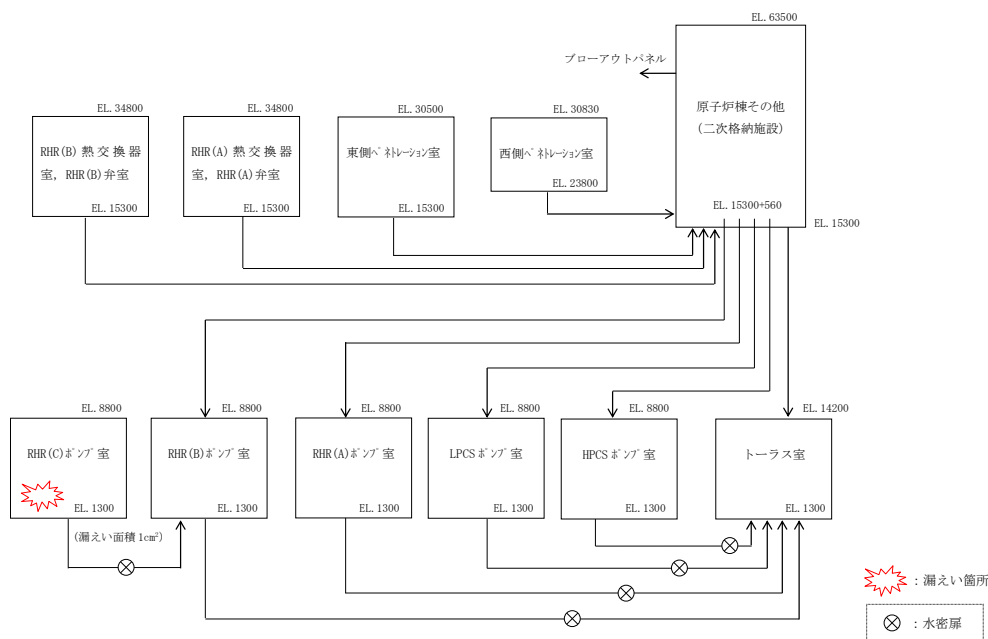 EL. 63500
ブローアウトパネル
原子炉棟その他
(二次格納施設)
EL. 15300+560
EL. 15300
EL. 34800
RHR(B)熱交換器
室，RHR(B)弁室
EL. 15300
EL. 34800
RHR(A)熱交換器
室，RHR(A)弁室
EL. 15300
EL. 30500
東側ﾍﾟﾈﾄﾚｰｼｮﾝ室
EL. 15300
EL. 30830
西側ﾍﾟﾈﾄﾚｰｼｮﾝ室
EL. 23800
EL. 8800
RHR(C)ﾎﾟﾝﾌﾟ室
EL. 1300
(漏えい面積 1cm²)
EL. 8800
RHR(B)ﾎﾟﾝﾌﾟ室
EL. 1300
EL. 8800
RHR(A)ﾎﾟﾝﾌﾟ室
EL. 1300
EL. 8800
LPCSﾎﾟﾝﾌﾟ室
EL. 1300
EL. 8800
HPCSﾎﾟﾝﾌﾟ室
EL. 1300
EL. 14200
トーラス室
EL. 1300
：漏えい箇所
：水密扉